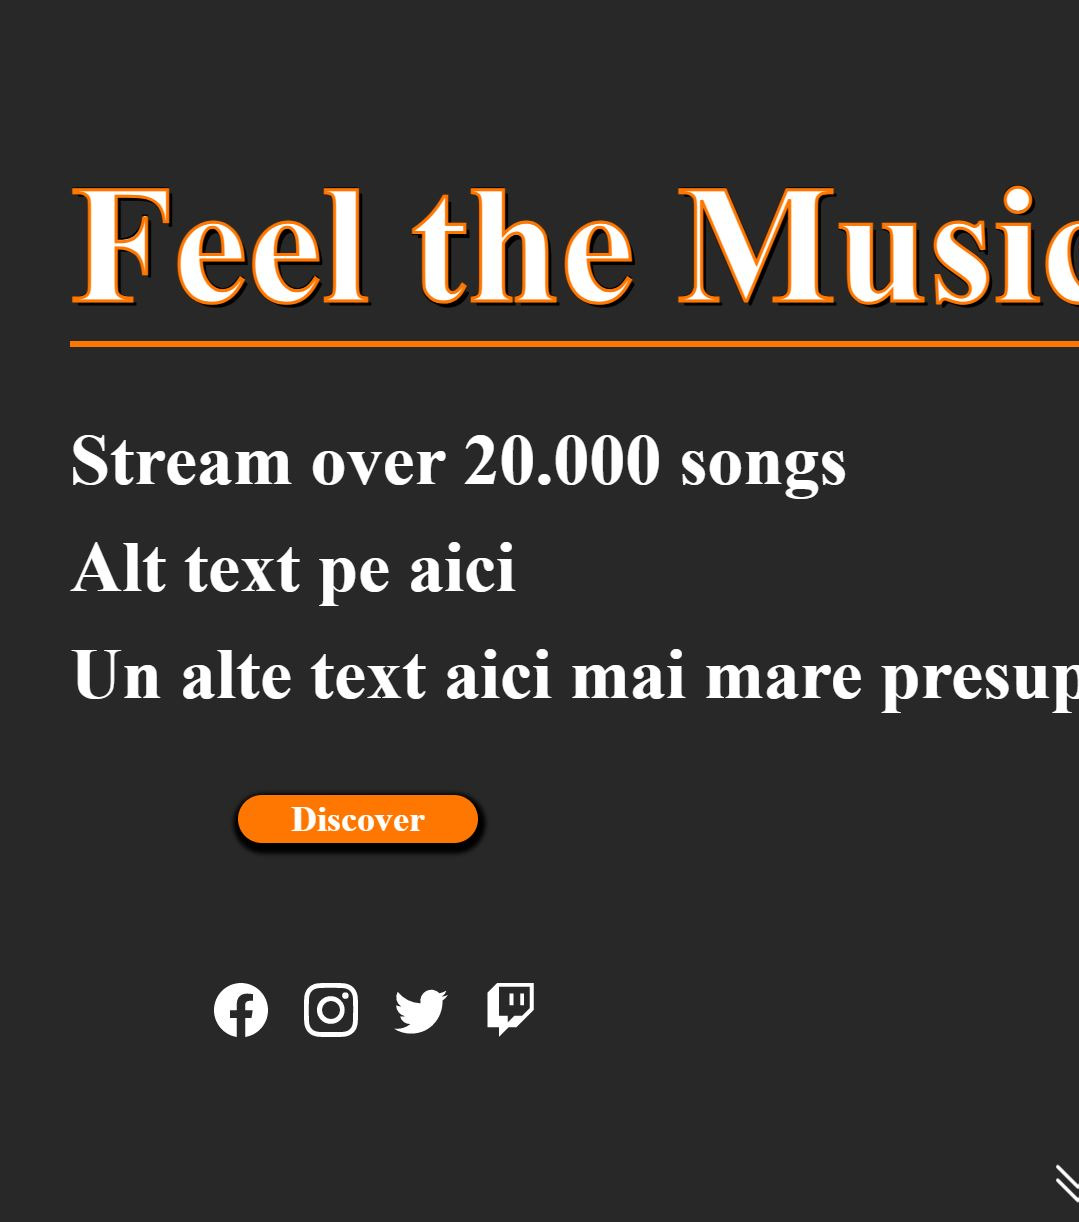 Feel the Music
Stream over 20.000 songs
Alt text pe aici
Un alte text aici mai mare
Discover